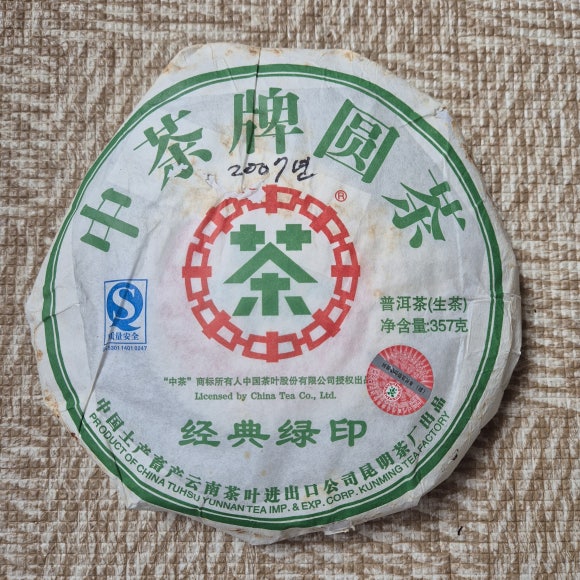 中茶牌圆茶
2007년
®
茶
普洱茶(生茶)
净含量:357克
质量安全
"中茶"商标所有人中国茶叶股份有限公司授权出品
Licensed by China Tea Co., Ltd.
经典绿印
中国土产畜产云南茶叶进出口公司昆明茶厂出品
PRODUCT OF CHINA TUHSU YUNNAN TEA IMP. & EXP. CORP. KUNMING TEA FACTORY